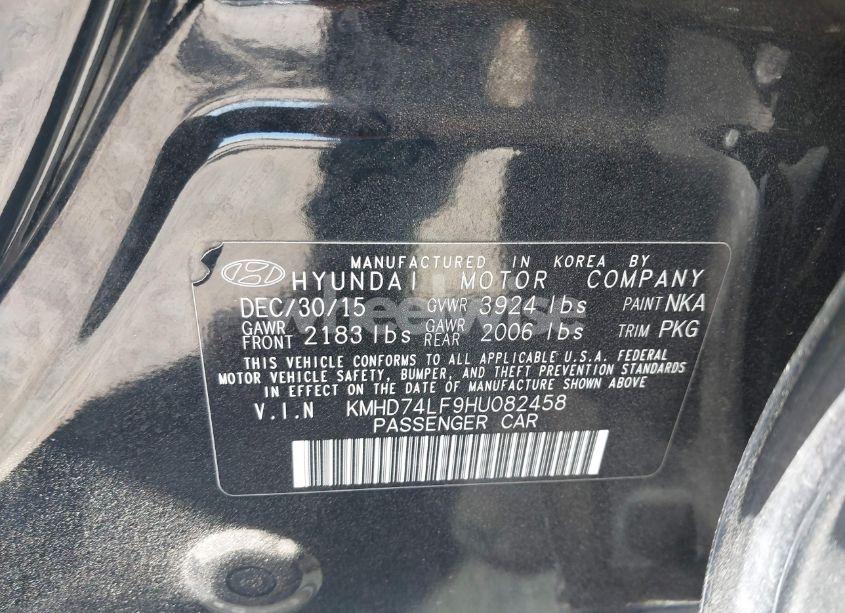 MANUFACTURED IN KOREA BY
HYUNDAI MOTOR COMPANY
DEC/30/15 GVWR 3924 lbs PAINT NKA
GAWR FRONT 2183 lbs GAWR REAR 2006 lbs TRIM PKG
THIS VEHICLE CONFORMS TO ALL APPLICABLE U.S.A. FEDERAL
MOTOR VEHICLE SAFETY, BUMPER, AND THEFT PREVENTION STANDARDS
IN EFFECT ON THE DATE OF MANUFACTURE SHOWN ABOVE
V.I.N KMHD74LF9HU082458
PASSENGER CAR